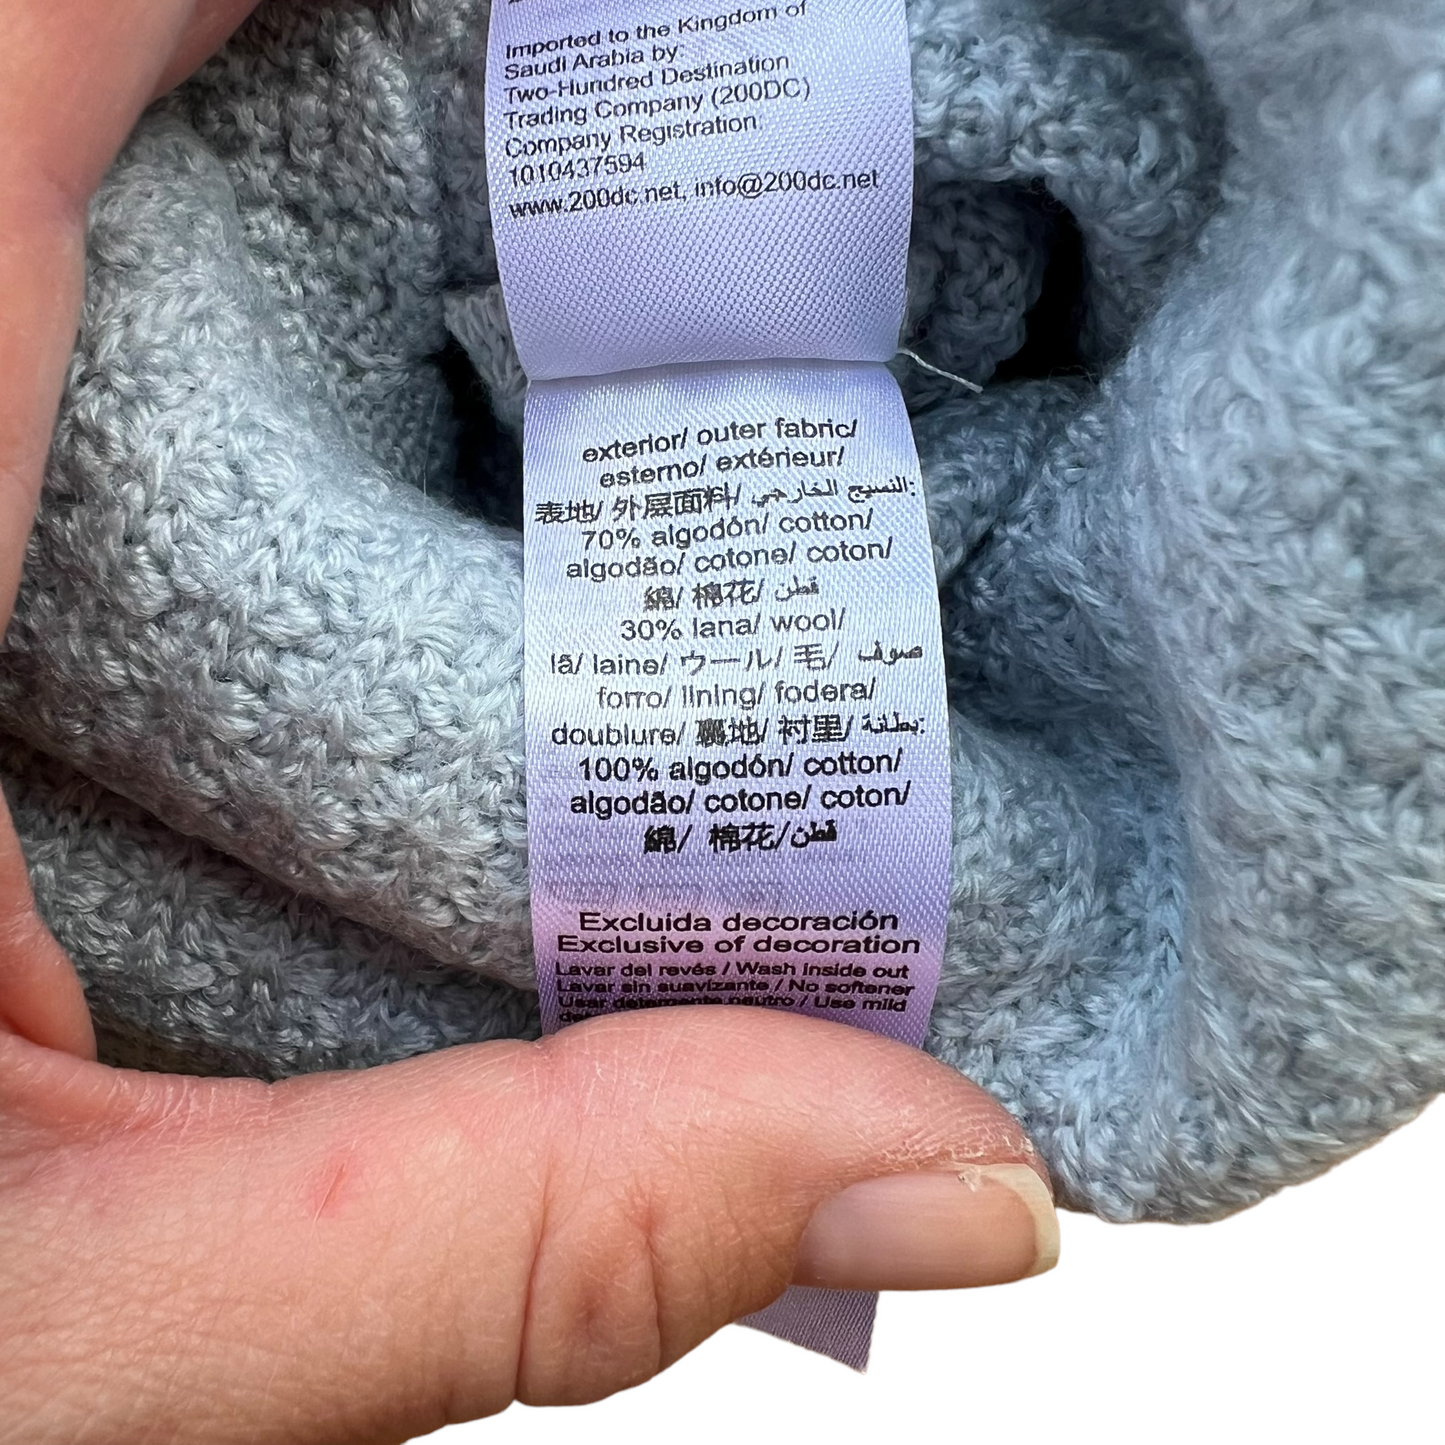 Imported to the Kingdom of
Saudi Arabia by
Two-Hundred Destination
Trading Company (200DC)
Company Registration
1010437594
www.200dc.net, info@200dc.net
exterior/ outer fabric/
esterno/ extérieur/
表地/ 外层面料/ النسيج الخارجي:
70% algodón/ cotton/
algodão/ cotone/ coton/
綿/ 棉花/ قطن
30% lana/ wool/
lã/ laine/ ウール/ 毛/ صوف
forro/ lining/ fodera/
doublure/ 裏地/ 衬里/ بطانة:
100% algodón/ cotton/
algodão/ cotone/ coton/
綿/ 棉花/ قطن
Excluida decoración
Exclusive of decoration
Lavar del revés / Wash inside out
Lavar sin suavizante / No softener
Usar detergente neutro / Use mild